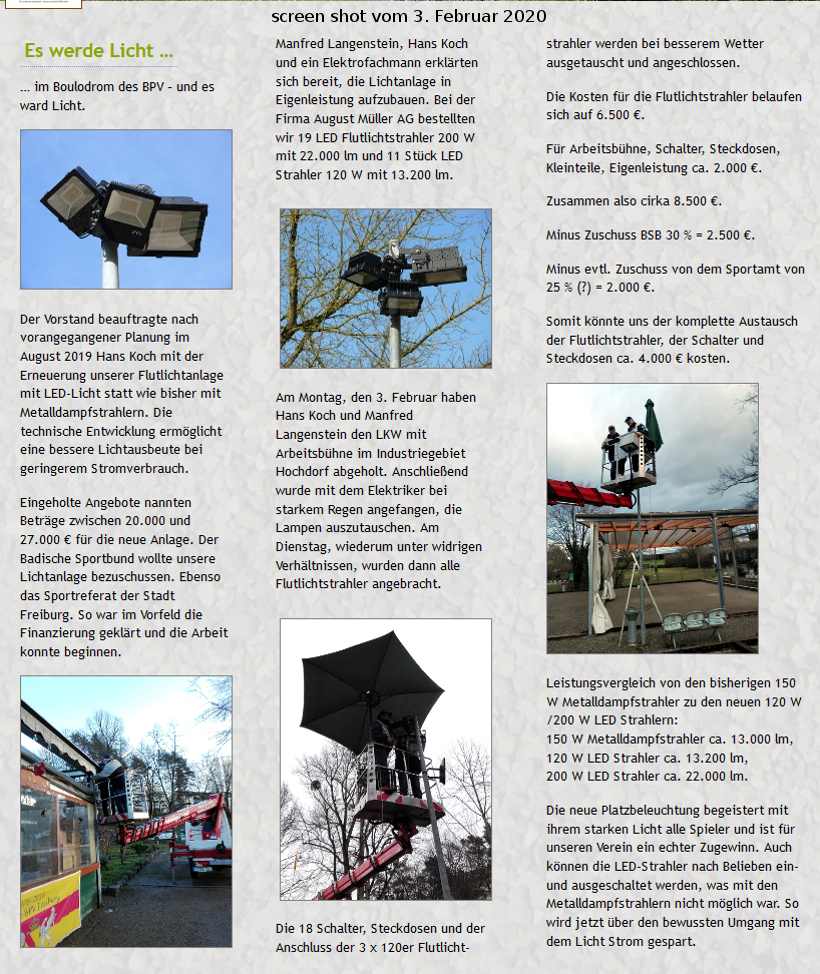 screen shot vom 3. Februar 2020
Es werde Licht ...
... im Boulodrom des BPV – und es
ward Licht.
Der Vorstand beauftragte nach
vorangegangener Planung im
August 2019 Hans Koch mit der
Erneuerung unserer Flutlichtanlage
mit LED-Licht statt wie bisher mit
Metalldampfstrahlern. Die
technische Entwicklung ermöglicht
eine bessere Lichtausbeute bei
geringerem Stromverbrauch.
Eingeholte Angebote nannten
Beträge zwischen 20.000 und
27.000 € für die neue Anlage. Der
Badische Sportbund wollte unsere
Lichtanlage bezuschussen. Ebenso
das Sportreferat der Stadt
Freiburg. So war im Vorfeld die
Finanzierung geklärt und die Arbeit
konnte beginnen.
Manfred Langenstein, Hans Koch
und ein Elektrofachmann erklärten
sich bereit, die Lichtanlage in
Eigenleistung aufzubauen. Bei der
Firma August Müller AG bestellten
wir 19 LED Flutlichtstrahler 200 W
mit 22.000 lm und 11 Stück LED
Strahler 120 W mit 13.200 lm.
Am Montag, den 3. Februar haben
Hans Koch und Manfred
Langenstein den LKW mit
Arbeitsbühne im Industriegebiet
Hochdorf abgeholt. Anschließend
wurde mit dem Elektriker bei
starkem Regen angefangen, die
Lampen auszutauschen. Am
Dienstag, wiederum unter widrigen
Verhältnissen, wurden dann alle
Flutlichtstrahler angebracht.
Die 18 Schalter, Steckdosen und der
Anschluss der 3 x 120er Flutlicht-
strahler werden bei besserem Wetter
ausgetauscht und angeschlossen.
Die Kosten für die Flutlichtstrahler belaufen
sich auf 6.500 €.
Für Arbeitsbühne, Schalter, Steckdosen,
Kleinteile, Eigenleistung ca. 2.000 €.
Zusammen also cirka 8.500 €.
Minus Zuschuss BSB 30 % = 2.500 €.
Minus evtl. Zuschuss von dem Sportamt von
25 % (?) = 2.000 €.
Somit könnte uns der komplette Austausch
der Flutlichtstrahler, der Schalter und
Steckdosen ca. 4.000 € kosten.
Leistungsvergleich von den bisherigen 150
W Metalldampfstrahler zu den neuen 120 W
/200 W LED Strahlern:
150 W Metalldampfstrahler ca. 13.000 lm,
120 W LED Strahler ca. 13.200 lm,
200 W LED Strahler ca. 22.000 lm.
Die neue Platzbeleuchtung begeistert mit
ihrem starken Licht alle Spieler und ist für
unseren Verein ein echter Zugewinn. Auch
können die LED-Strahler nach Belieben ein-
und ausgeschaltet werden, was mit den
Metalldampfstrahlern nicht möglich war. So
wird jetzt über den bewussten Umgang mit
dem Licht Strom gespart.